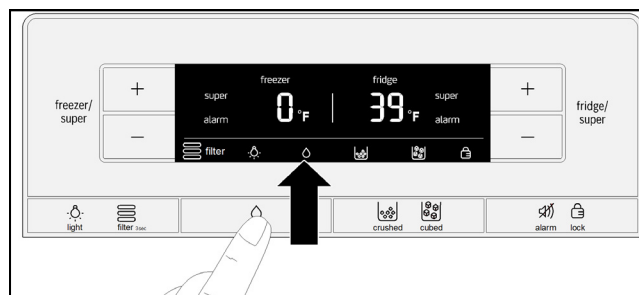 freezer/
super
+
−
freezer
super
alarm
0°F
fridge
39°F
super
alarm
filter
+
−
fridge/
super
light
filter 3sec
crushed
cubed
alarm
lock